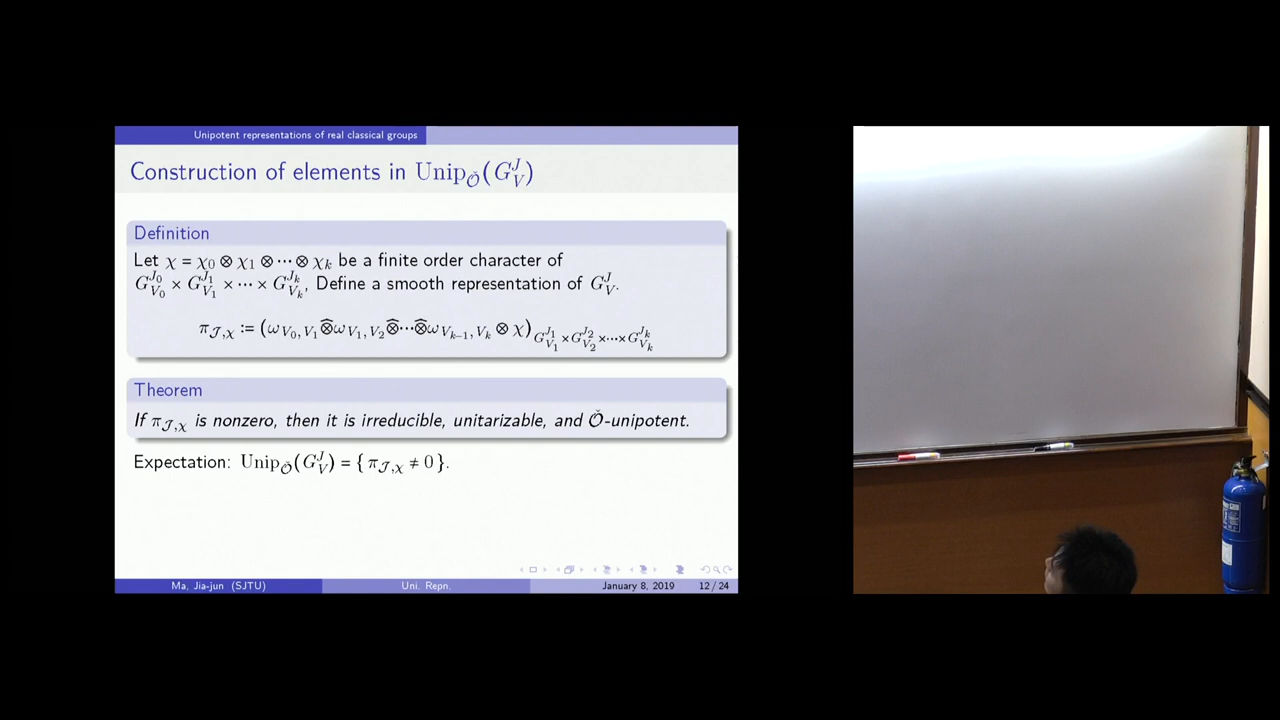 Unipotent representations of real classical groups
Construction of elements in Unip_Ǒ(G_V^J)
Definition
Let χ = χ₀ ⊗ χ₁ ⊗ ⋯ ⊗ χ_k be a finite order character of
G_{V_0}^{J_0} × G_{V_1}^{J_1} × ⋯ × G_{V_k}^{J_k}, Define a smooth representation of G_V^J.
π_{𝒥,χ} := (ω_{V_0,V_1} ⊗̂ ω_{V_1,V_2} ⊗̂ ⋯ ⊗̂ ω_{V_{k−1},V_k} ⊗ χ)_{G_{V_1}^{J_1} × G_{V_2}^{J_2} × ⋯ × G_{V_k}^{J_k}}
Theorem
If π_{𝒥,χ} is nonzero, then it is irreducible, unitarizable, and Ǒ-unipotent.
Expectation: Unip_Ǒ(G_V^J) = { π_{𝒥,χ} ≠ 0 }.
Ma, Jia-jun (SJTU) Uni. Repn. January 8, 2019 12 / 24